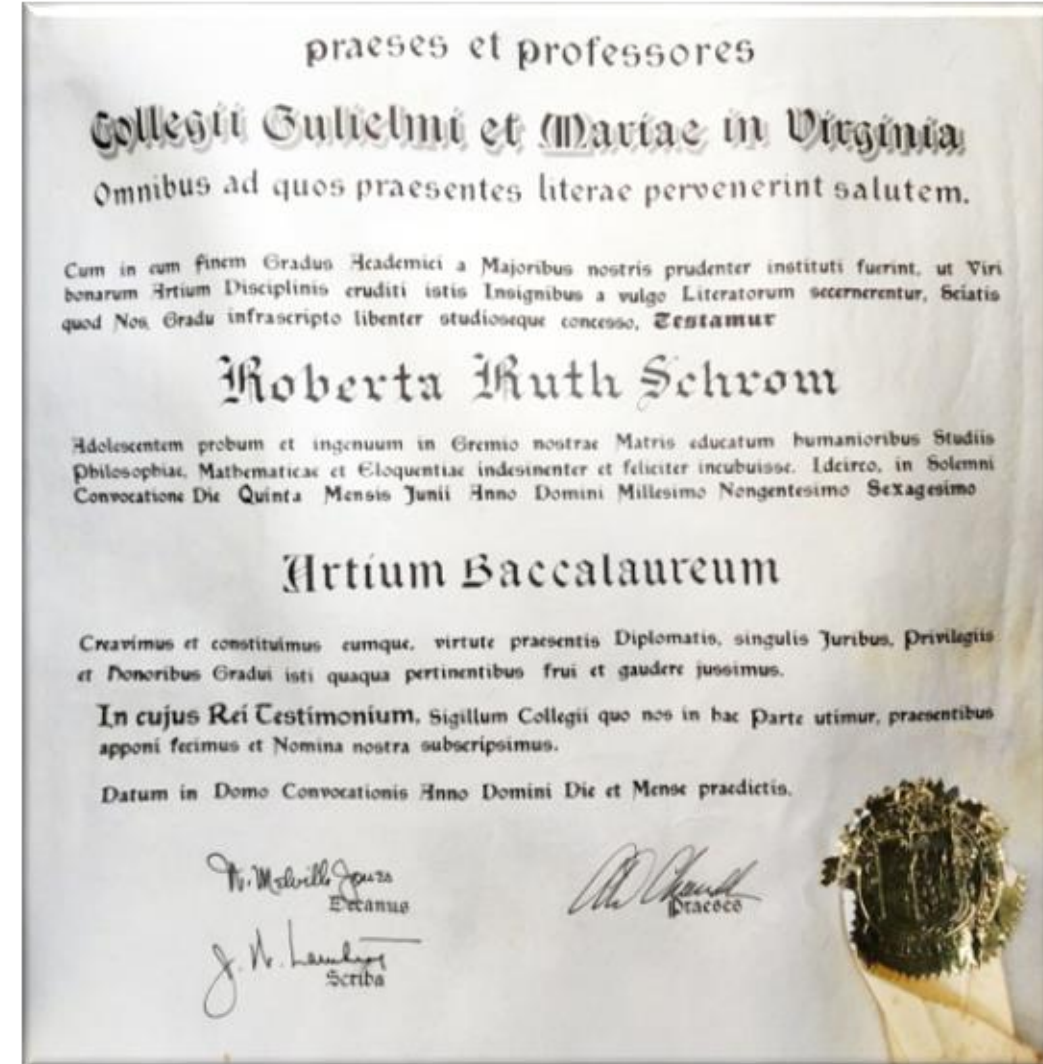 praeses et professores
Collegii Gulielmi et Mariae in Virginia
Omnibus ad quos praesentes literae pervenerint salutem.
Cum in eum finem Gradus Academici a Majoribus nostris prudenter instituti fuerint, ut Viri
bonarum Artium Disciplinis eruditi istis Insignibus a vulgo Literatorum secernerentur, Sciatis
quod Nos, Gradu infrascripto libenter studioseque concesso, Testamur
Roberta Ruth Schrom
Adolescentem probum et ingenuum in Gremio nostrae Matris educatum humanioribus Studiis
Philosophiae, Mathematicae et Eloquentiae indesinenter et feliciter incubuisse. Idcirco, in Solemni
Convocatione Die Quinta Mensis Junii Anno Domini Millesimo Nongentesimo Sexagesimo
Artium Baccalaureum
Creavimus et constituimus eumque, virtute praesentis Diplomatis, singulis Juribus, Privilegiis
et Honoribus Gradui isti quaqua pertinentibus frui et gaudere jussimus.
In cujus Rei Testimonium, Sigillum Collegii quo nos in hac Parte utimur, praesentibus
apponi fecimus et Nomina nostra subscripsimus.
Datum in Domo Convocationis Anno Domini Die et Mense praedictis.
W. Melville Jones
Decanus
Praeses
J. W. Lambert
Scriba